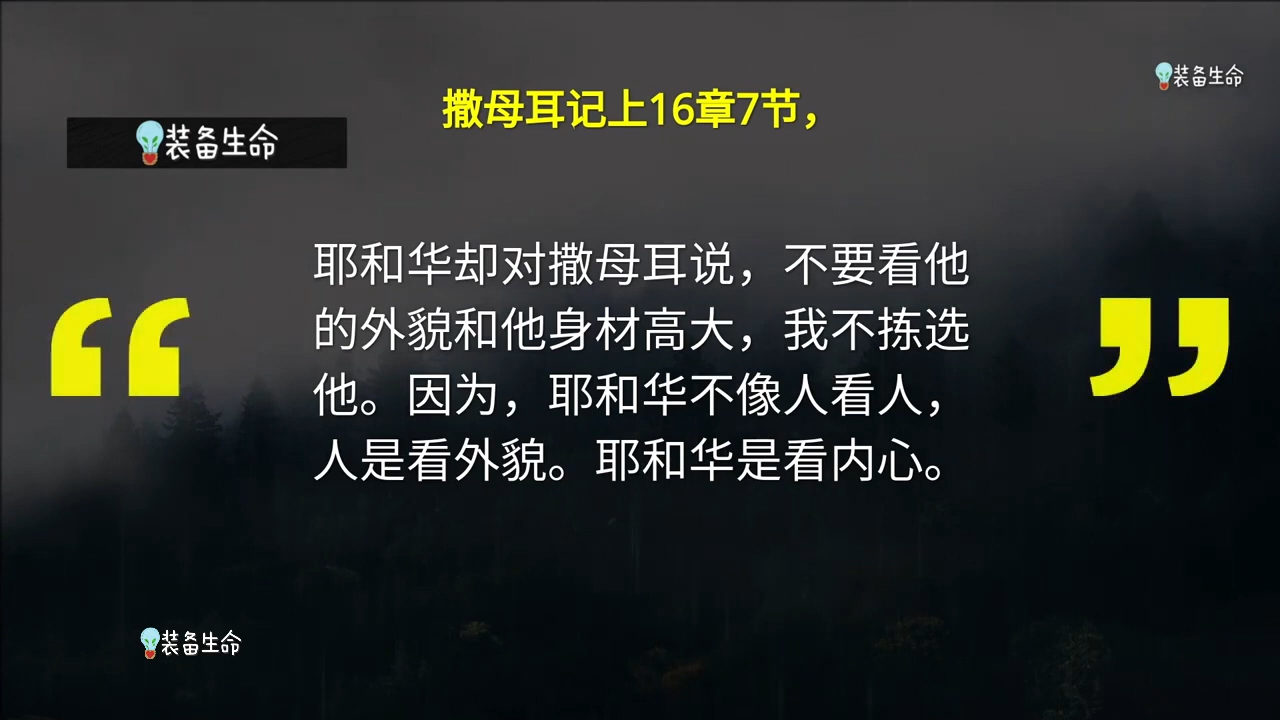 装备生命
撒母耳记上16章7节，
装备生命
“
耶和华却对撒母耳说，不要看他
的外貌和他身材高大，我不拣选
他。因为，耶和华不像人看人，
人是看外貌。耶和华是看内心。
”
装备生命